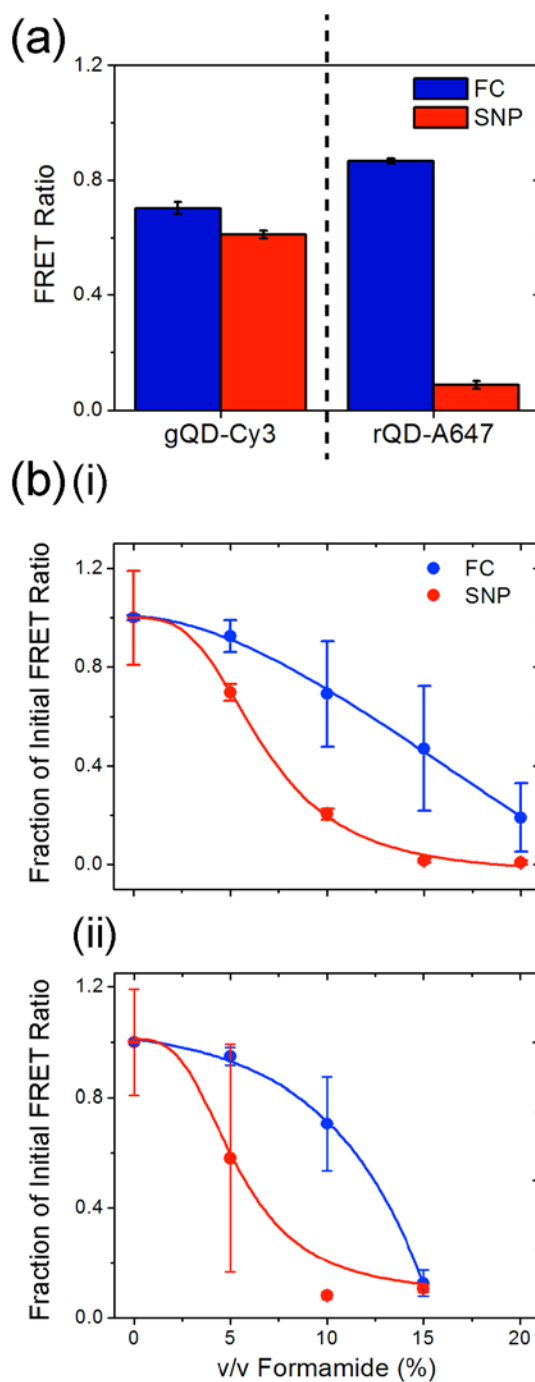 (a)
1.2
0.8
0.4
0.0
FRET Ratio
FC
SNP
gQD-Cy3
rQD-A647
(b) (i)
1.2
0.8
0.4
0.0
Fraction of Initial FRET Ratio
FC
SNP
(ii)
1.2
0.8
0.4
0.0
Fraction of Initial FRET Ratio
0 5 10 15 20
v/v Formamide (%)